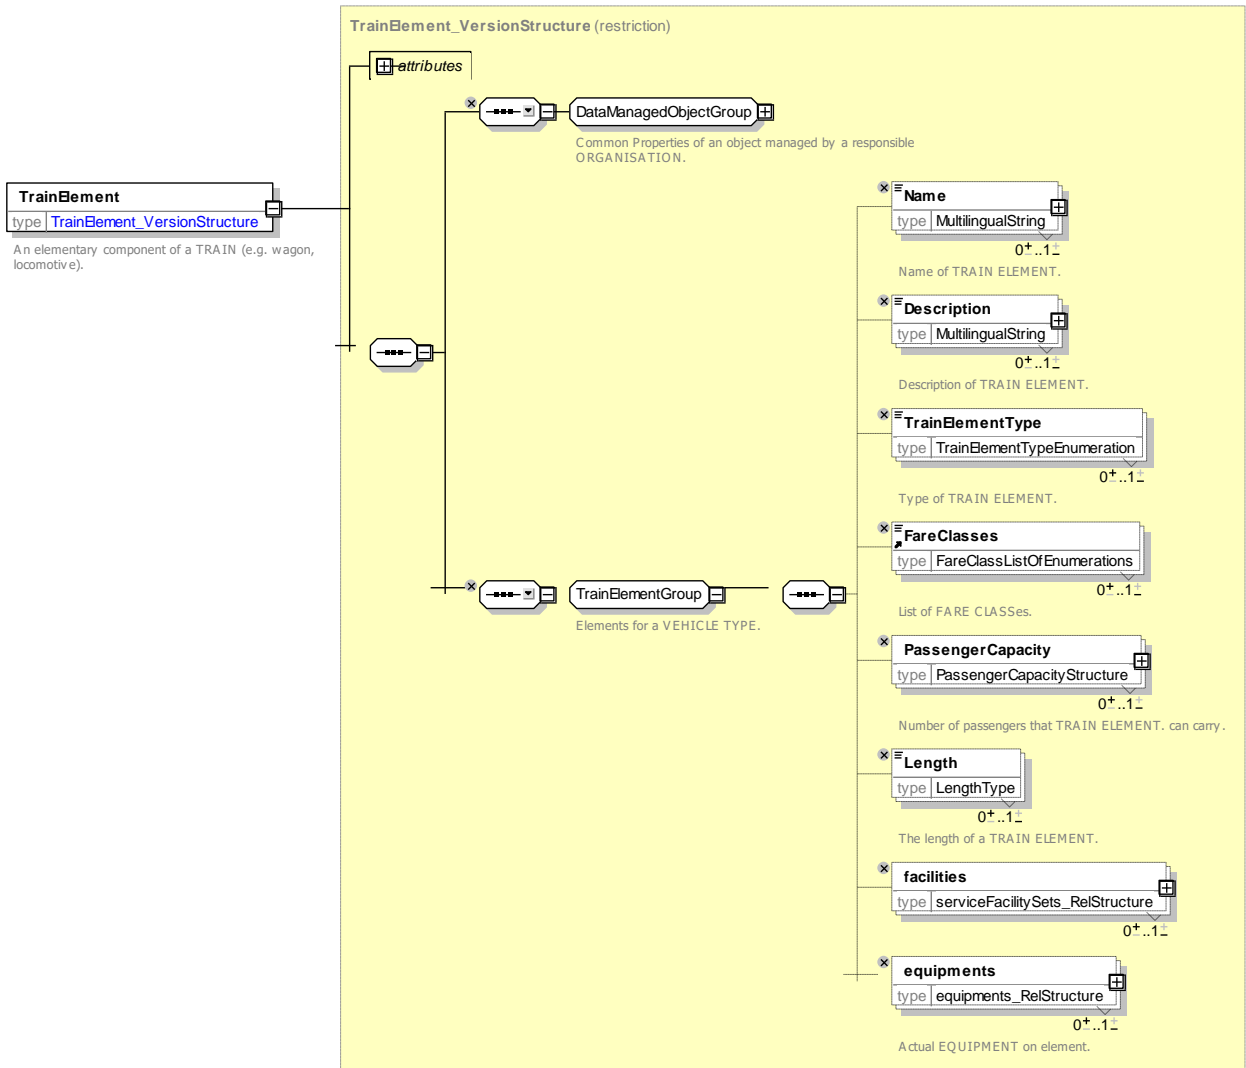 TrainElement_VersionStructure (restriction)
attributes
DataManagedObjectGroup
Common Properties of an object managed by a responsible
ORGANISATION.
TrainElement
type TrainElement_VersionStructure
An elementary component of a TRAIN (e.g. wagon,
locomotive).
Name
type MultilingualString
0..1
Name of TRAIN ELEMENT.
Description
type MultilingualString
0..1
Description of TRAIN ELEMENT.
TrainElementType
type TrainElementTypeEnumeration
0..1
Type of TRAIN ELEMENT.
FareClasses
type FareClassListOfEnumerations
0..1
List of FARE CLASSes.
TrainElementGroup
Elements for a VEHICLE TYPE.
PassengerCapacity
type PassengerCapacityStructure
0..1
Number of passengers that TRAIN ELEMENT. can carry.
Length
type LengthType
0..1
The length of a TRAIN ELEMENT.
facilities
type serviceFacilitySets_RelStructure
0..1
equipments
type equipments_RelStructure
0..1
Actual EQUIPMENT on element.